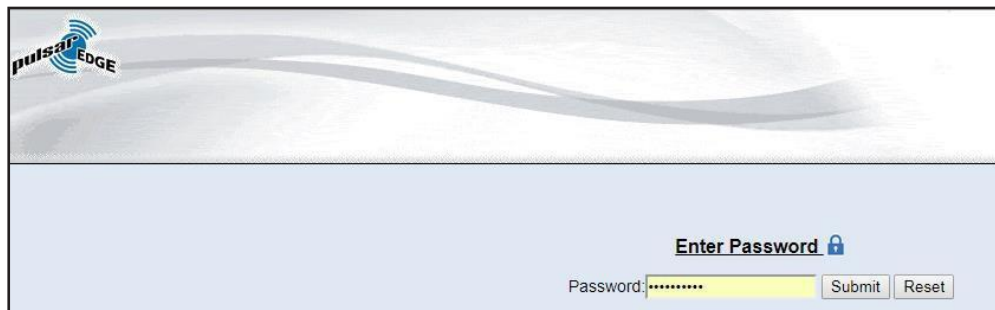 pulsar
EDGE
Enter Password
Password: •••••••••• Submit Reset